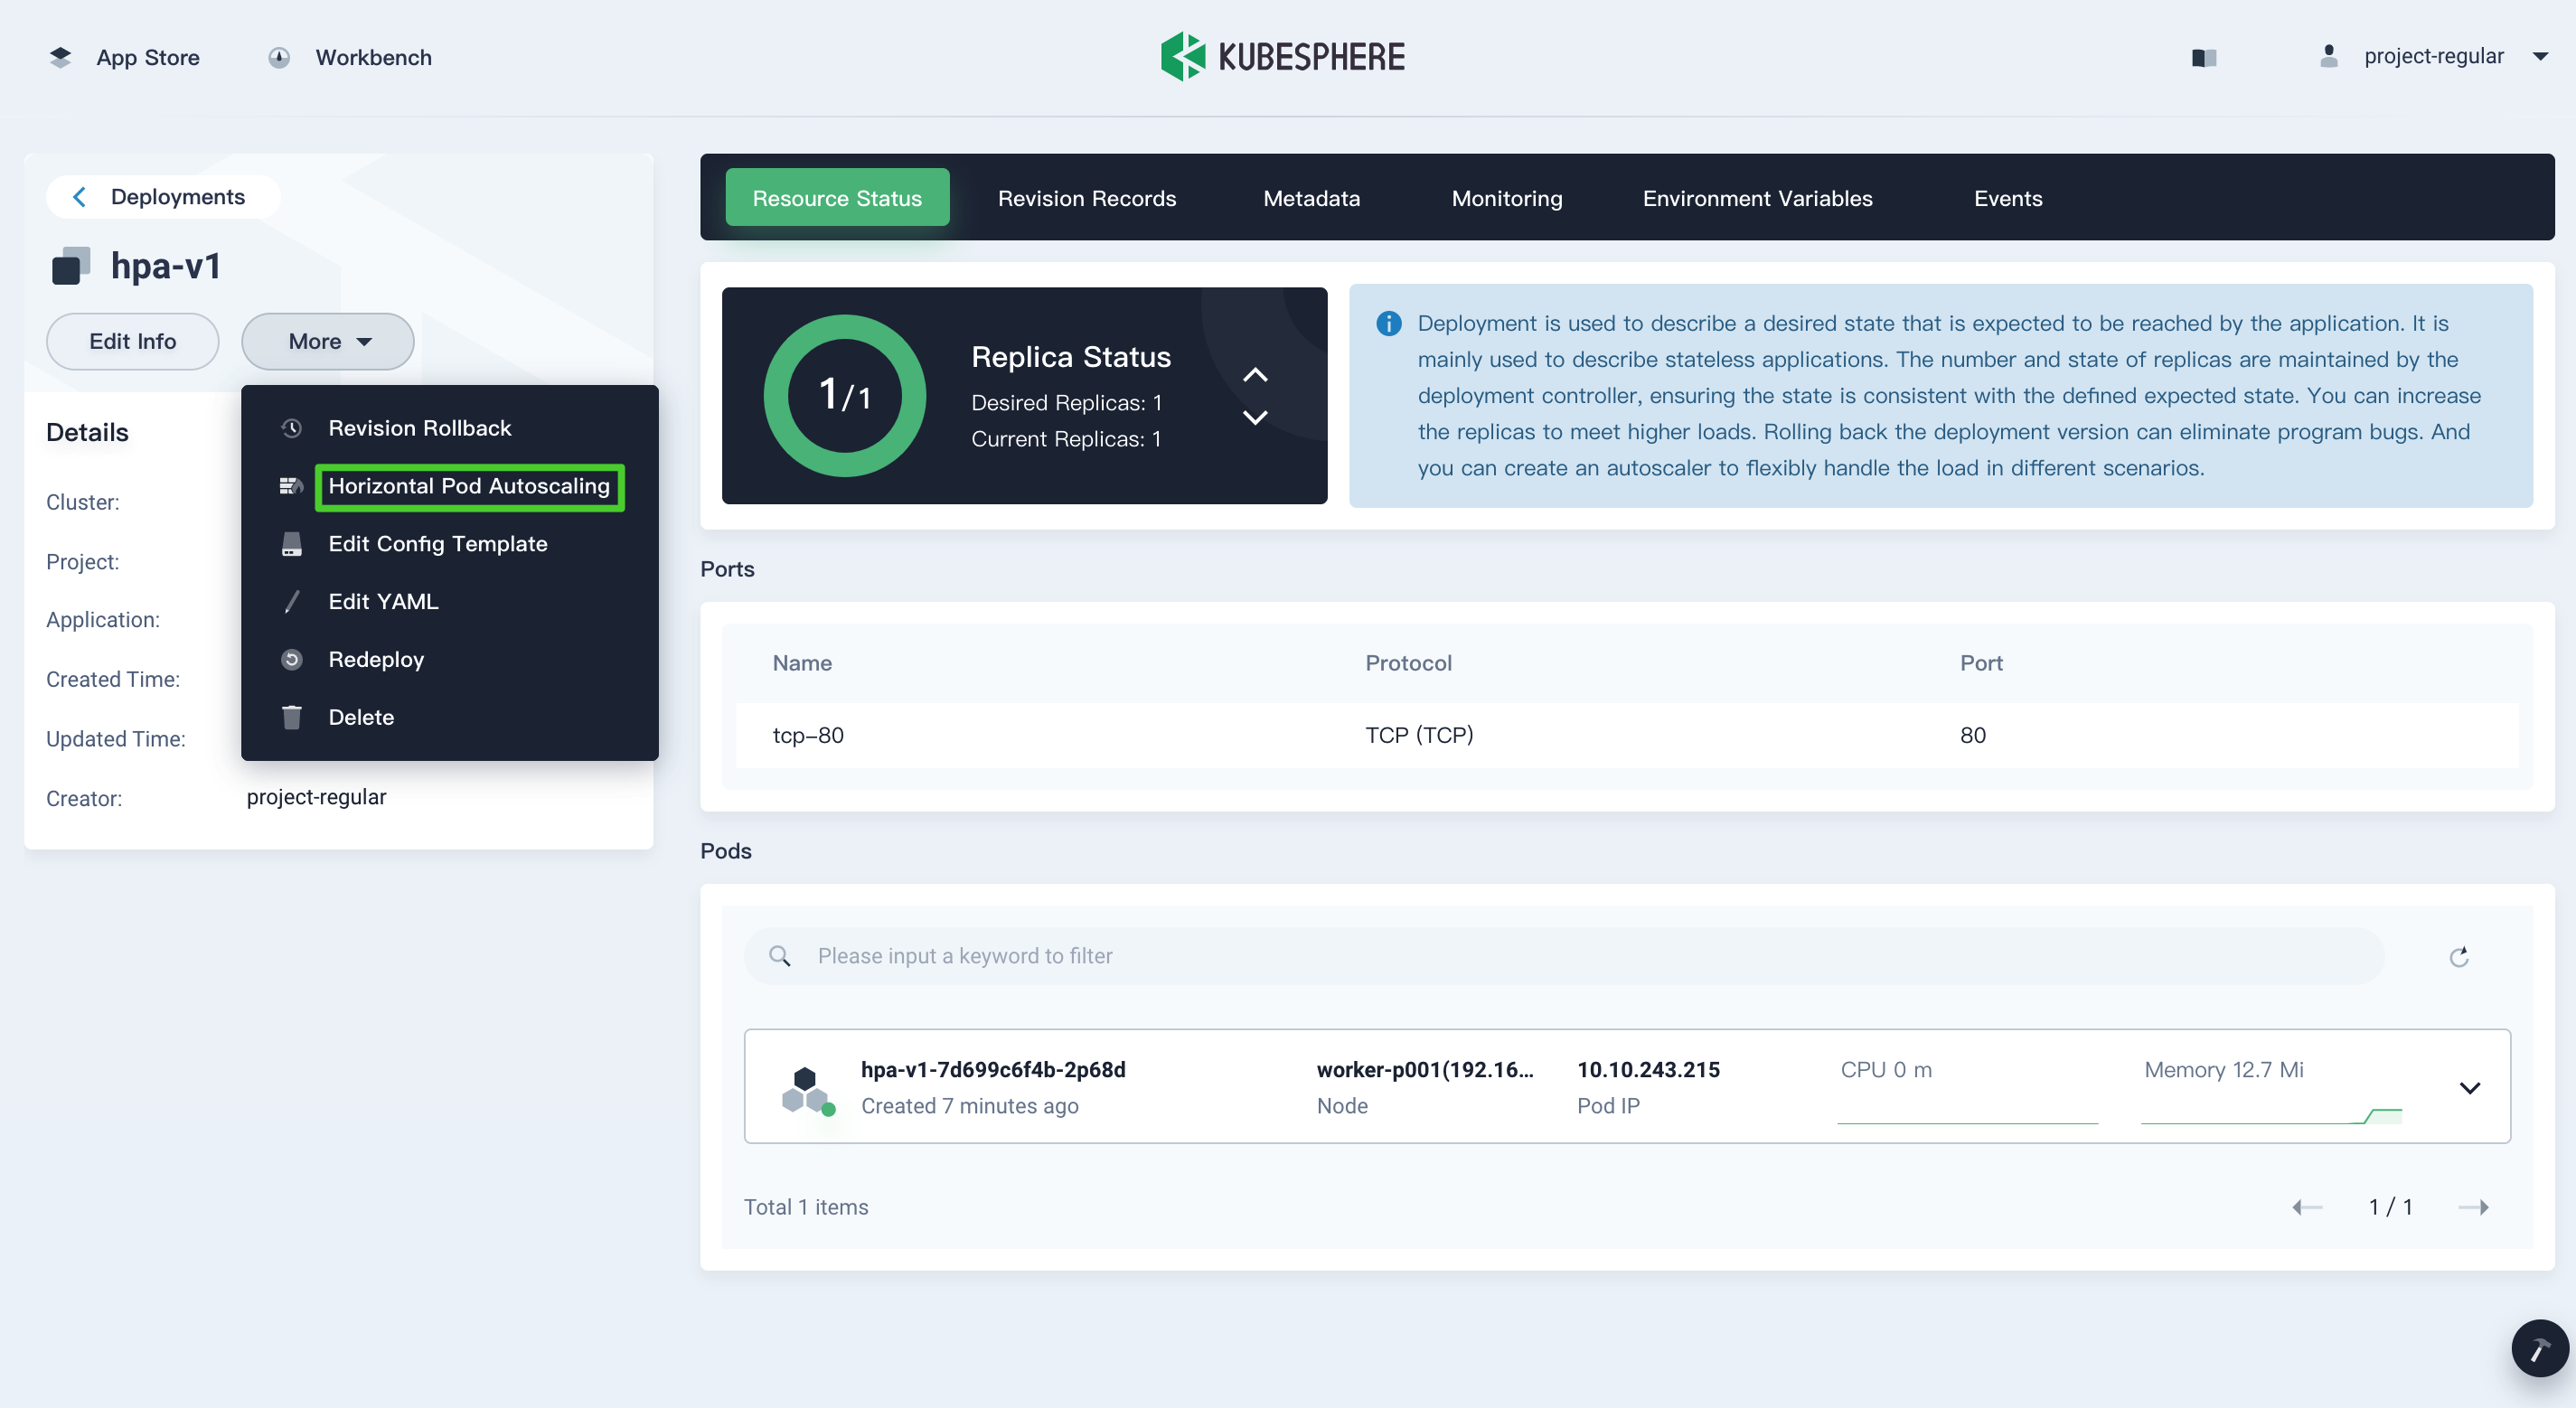 App Store
Workbench
KUBESPHERE
project-regular
Deployments
hpa-v1
Edit Info
More
Revision Rollback
Horizontal Pod Autoscaling
Edit Config Template
Edit YAML
Redeploy
Delete
Details
Cluster:
Project:
Application:
Created Time:
Updated Time:
Creator:
project-regular
Resource Status
Revision Records
Metadata
Monitoring
Environment Variables
Events
1/1
Replica Status
Desired Replicas: 1
Current Replicas: 1
Deployment is used to describe a desired state that is expected to be reached by the application. It is
mainly used to describe stateless applications. The number and state of replicas are maintained by the
deployment controller, ensuring the state is consistent with the defined expected state. You can increase
the replicas to meet higher loads. Rolling back the deployment version can eliminate program bugs. And
you can create an autoscaler to flexibly handle the load in different scenarios.
Ports
Name Protocol Port
tcp-80 TCP (TCP) 80
Pods
Please input a keyword to filter
hpa-v1-7d699c6f4b-2p68d worker-p001(192.16... 10.10.243.215 CPU 0 m Memory 12.7 Mi
Created 7 minutes ago Node Pod IP
Total 1 items
1 / 1